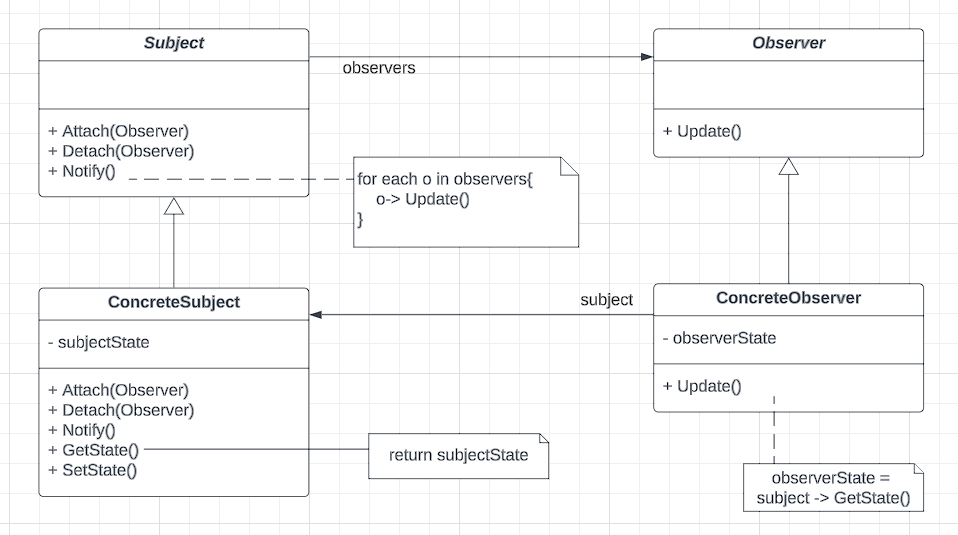 Subject
+ Attach(Observer)
+ Detach(Observer)
+ Notify()
observers
Observer
+ Update()
for each o in observers{
o-> Update()
}
ConcreteSubject
- subjectState
+ Attach(Observer)
+ Detach(Observer)
+ Notify()
+ GetState()
+ SetState()
subject
ConcreteObserver
- observerState
+ Update()
return subjectState
observerState =
subject -> GetState()